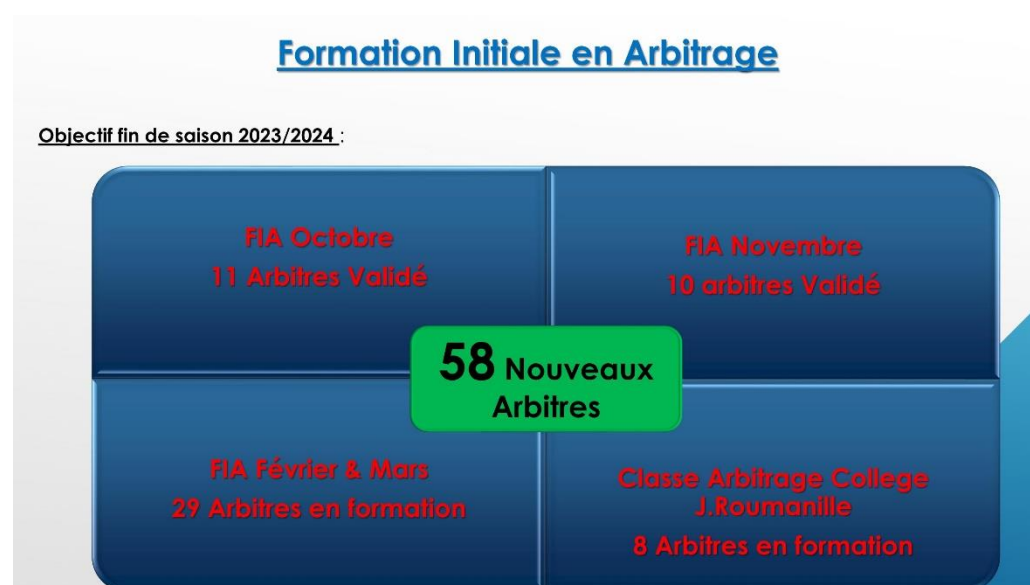 Formation Initiale en Arbitrage
Objectif fin de saison 2023/2024 :
FIA Octobre
11 Arbitres Validé
FIA Novembre
10 arbitres Validé
58 Nouveaux
Arbitres
FIA Février & Mars
29 Arbitres en formation
Classe Arbitrage College
J.Roumanille
8 Arbitres en formation